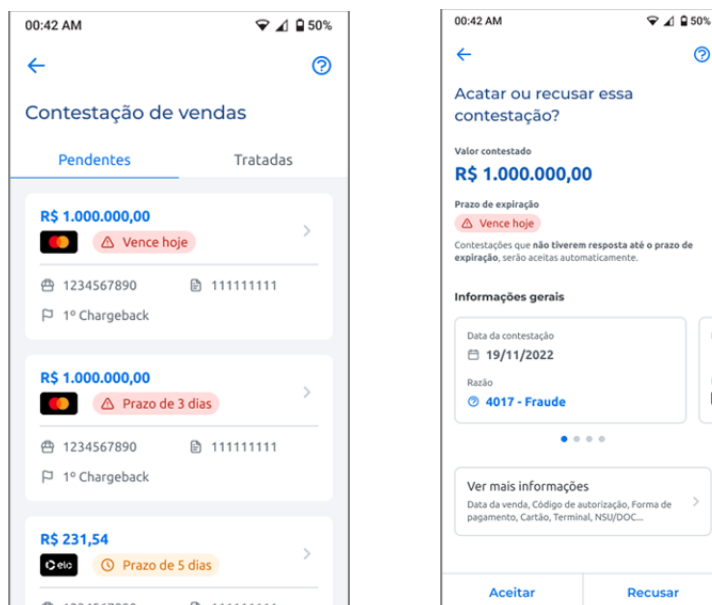 00:42 AM
50%
Contestação de vendas
Pendentes
Tratadas
R$ 1.000.000,00
Vence hoje
1234567890
111111111
1º Chargeback
R$ 1.000.000,00
Prazo de 3 dias
1234567890
111111111
1º Chargeback
R$ 231,54
elo
Prazo de 5 dias
00:42 AM
50%
Acatar ou recusar essa
contestação?
Valor contestado
R$ 1.000.000,00
Prazo de expiração
Vence hoje
Contestações que não tiverem resposta até o prazo de
expiração, serão aceitas automaticamente.
Informações gerais
Data da contestação
19/11/2022
Razão
4017 - Fraude
Ver mais informações
Data da venda, Código de autorização, Forma de
pagamento, Cartão, Terminal, NSU/DOC...
Aceitar
Recusar